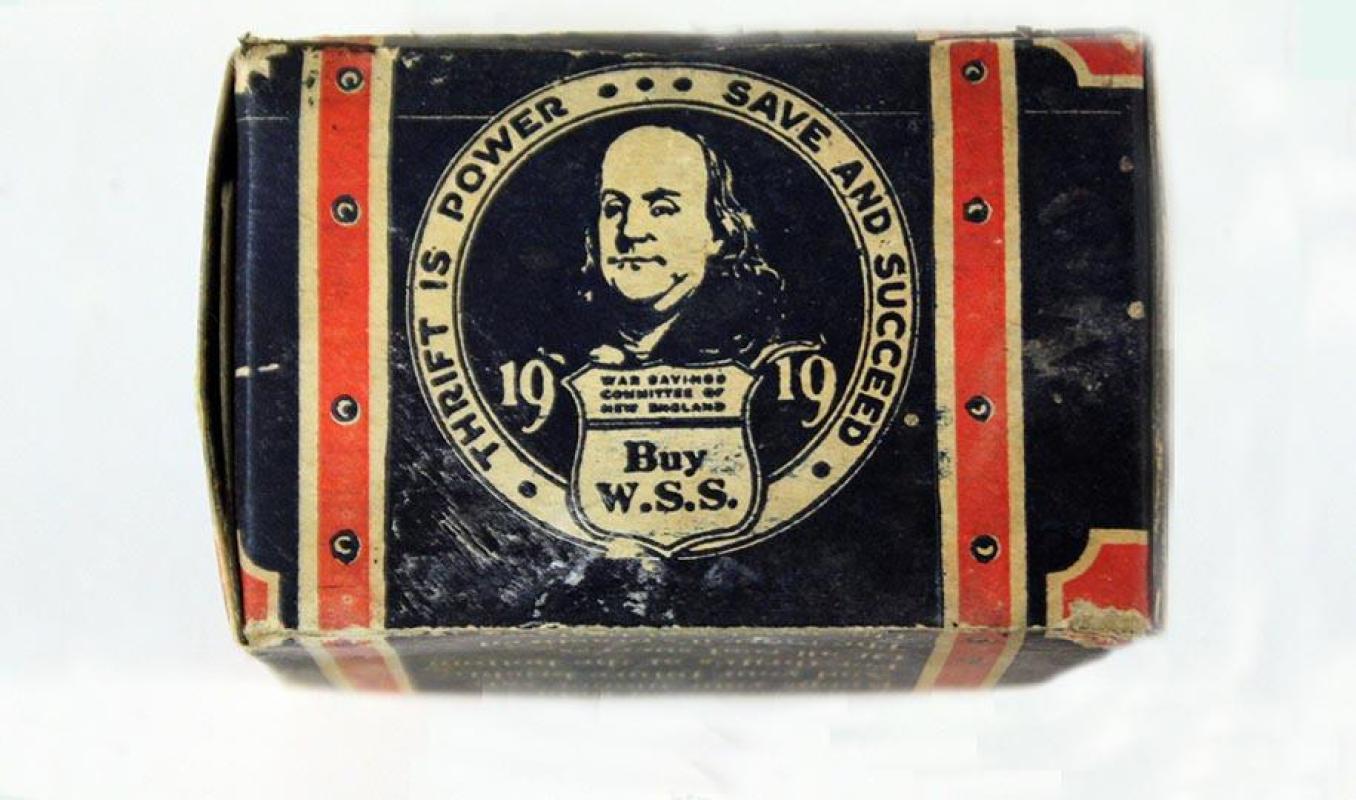 THRIFT IS POWER • • • SAVE AND SUCCEED
19 19
WAR SAVINGS
COMMITTEE OF
NEW ENGLAND
Buy
W.S.S.